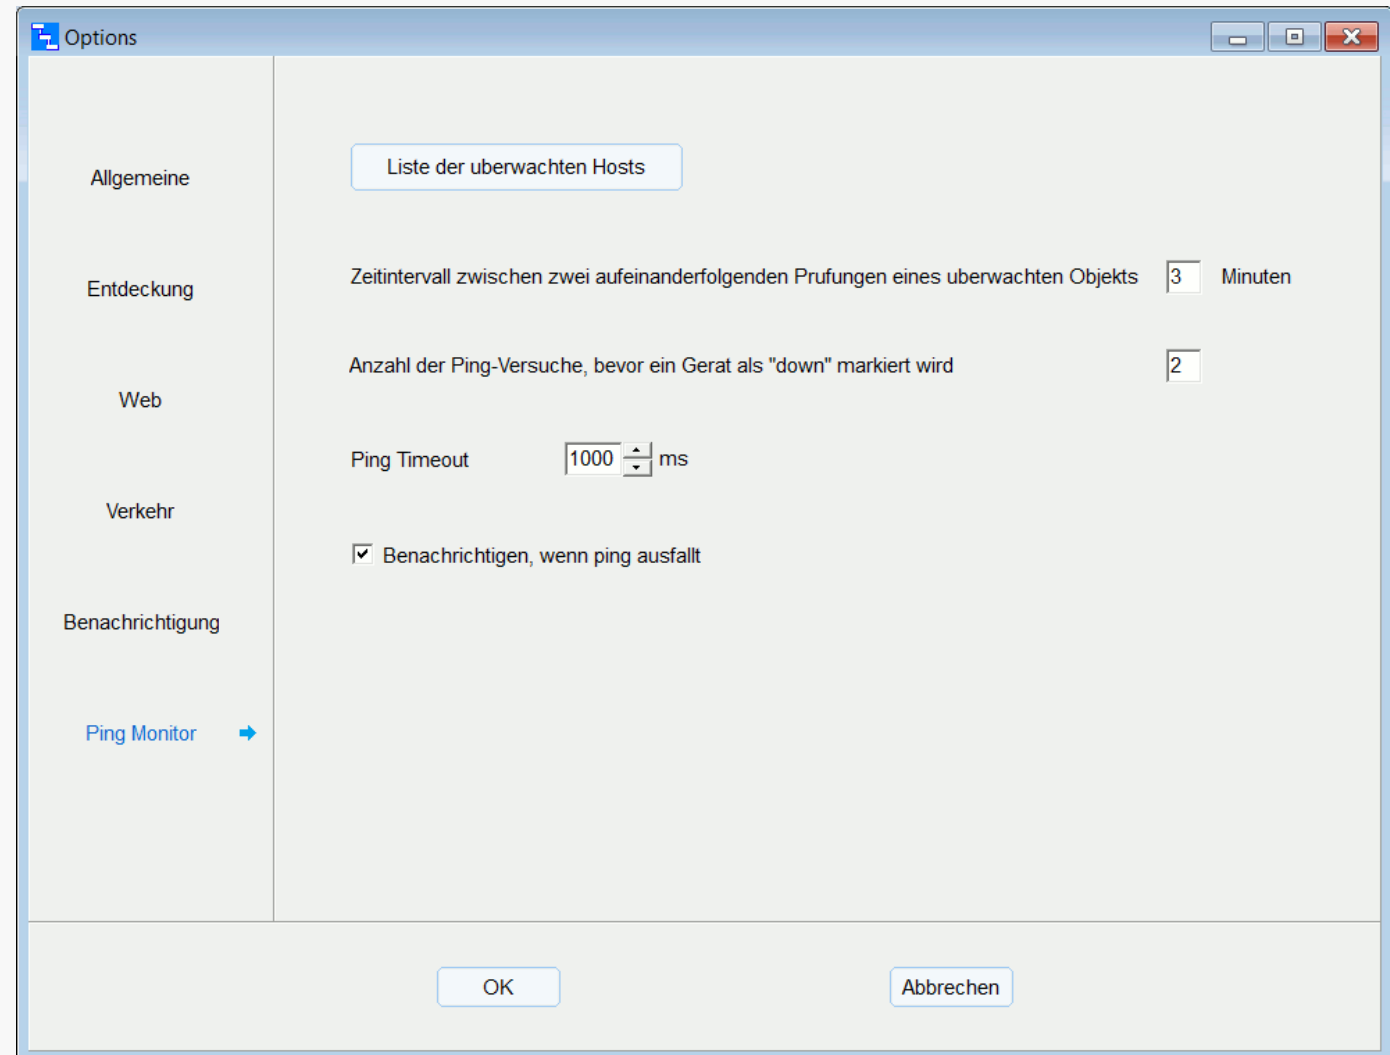 Options
Allgemeine
Entdeckung
Web
Verkehr
Benachrichtigung
Ping Monitor
Liste der uberwachten Hosts
Zeitintervall zwischen zwei aufeinanderfolgenden Prufungen eines uberwachten Objekts 3 Minuten
Anzahl der Ping-Versuche, bevor ein Gerat als "down" markiert wird 2
Ping Timeout 1000 ms
Benachrichtigen, wenn ping ausfallt
OK Abbrechen